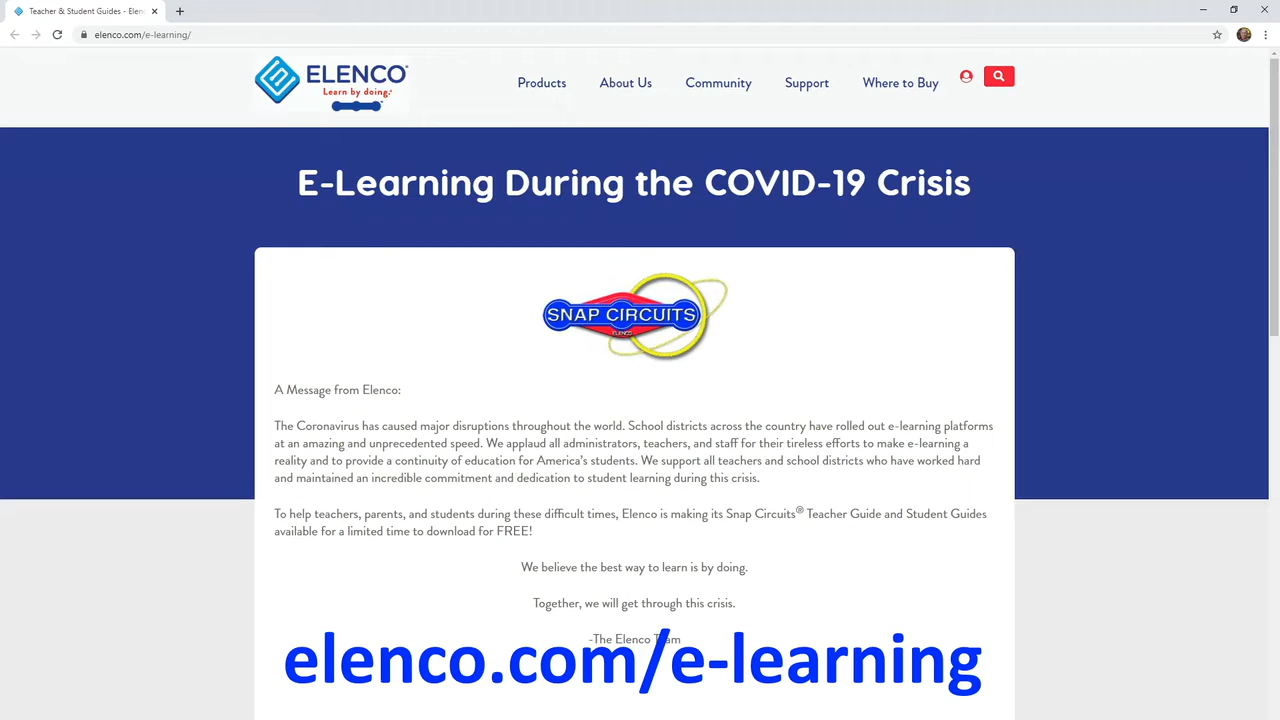 Teacher & Student Guides - Elen
elenco.com/e-learning/
ELENCO®
Learn by doing.
Products About Us Community Support Where to Buy
E-Learning During the COVID-19 Crisis
SNAP CIRCUITS
ELENCO
A Message from Elenco:
The Coronavirus has caused major disruptions throughout the world. School districts across the country have rolled out e-learning platforms
at an amazing and unprecedented speed. We applaud all administrators, teachers, and staff for their tireless efforts to make e-learning a
reality and to provide a continuity of education for America's students. We support all teachers and school districts who have worked hard
and maintained an incredible commitment and dedication to student learning during this crisis.
To help teachers, parents, and students during these difficult times, Elenco is making its Snap Circuits® Teacher Guide and Student Guides
available for a limited time to download for FREE!
We believe the best way to learn is by doing.
Together, we will get through this crisis.
-The Elenco Team
elenco.com/e-learning